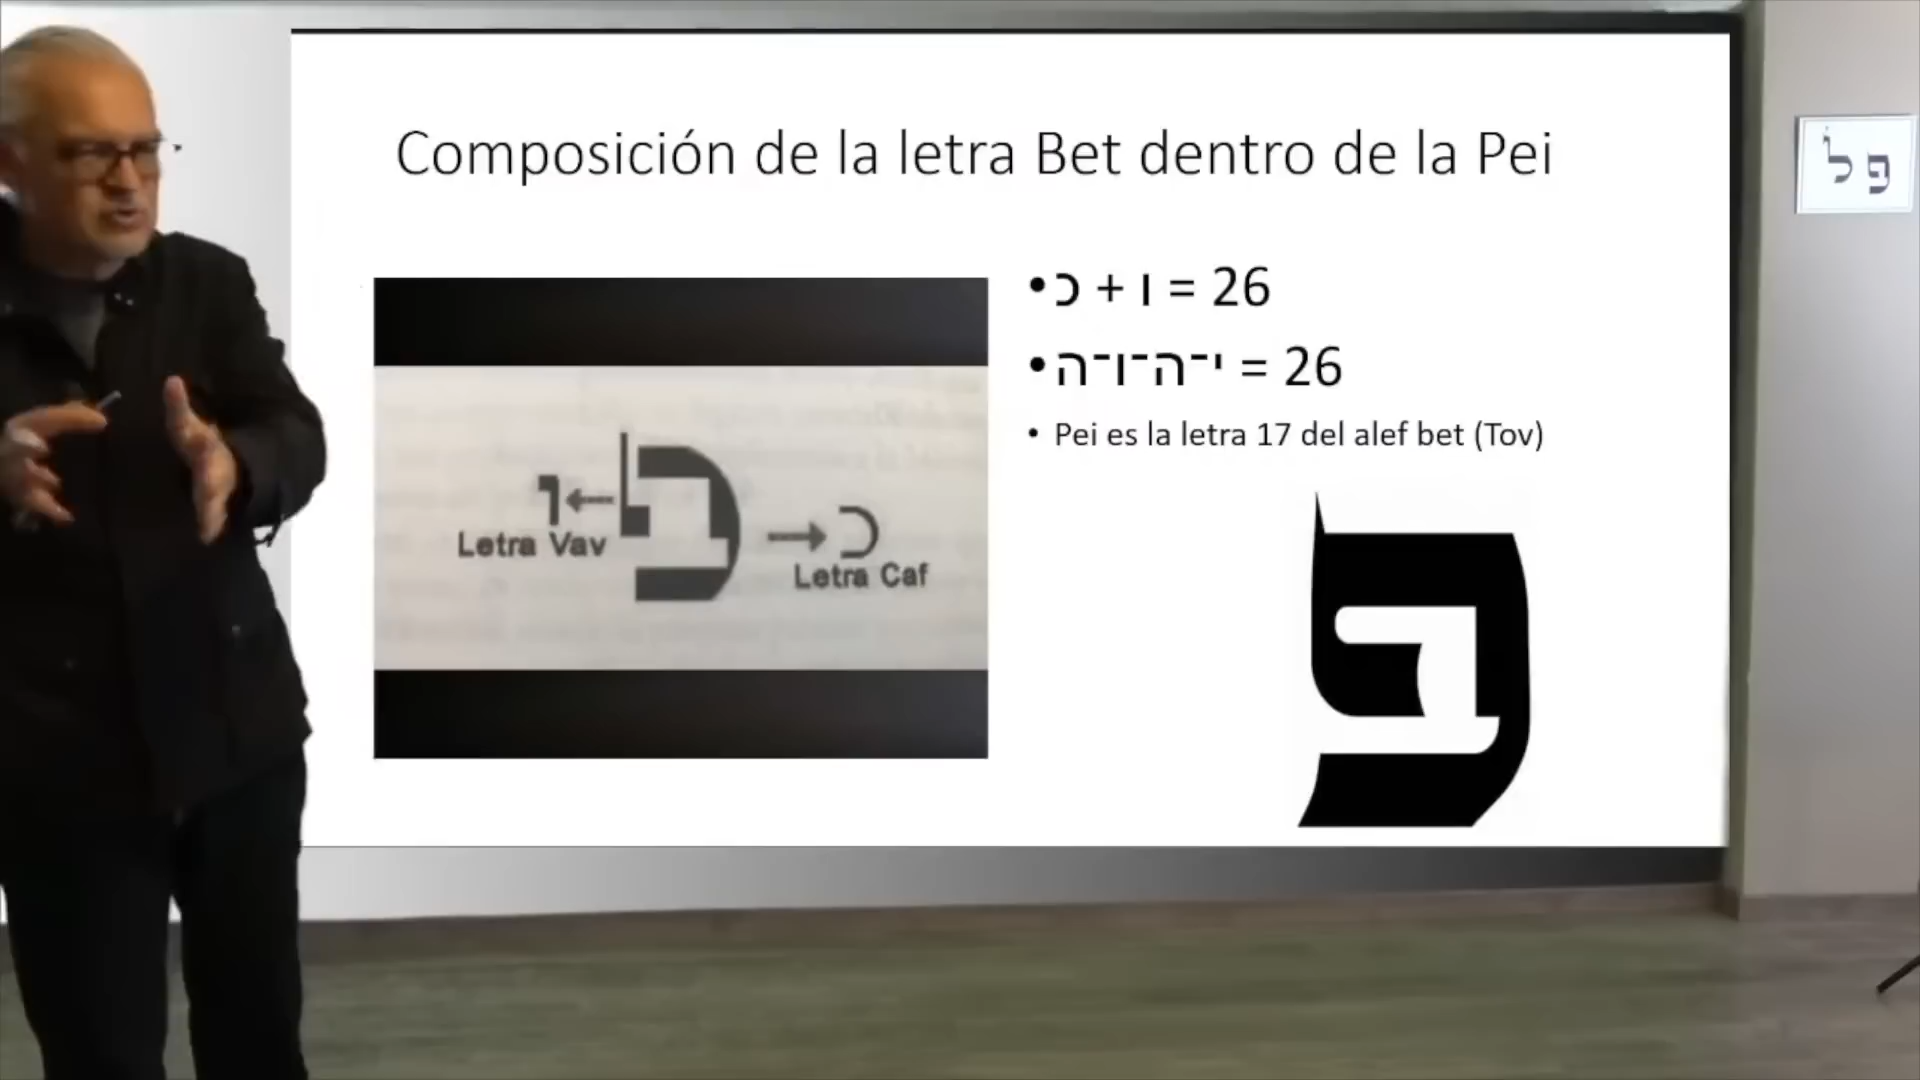 Composición de la letra Bet dentro de la Pei
•כ + ו = 26
•י-ה-ו-ה = 26
• Pei es la letra 17 del alef bet (Tov)
ו
Letra Vav
כ
Letra Caf
פ
לֹ פ